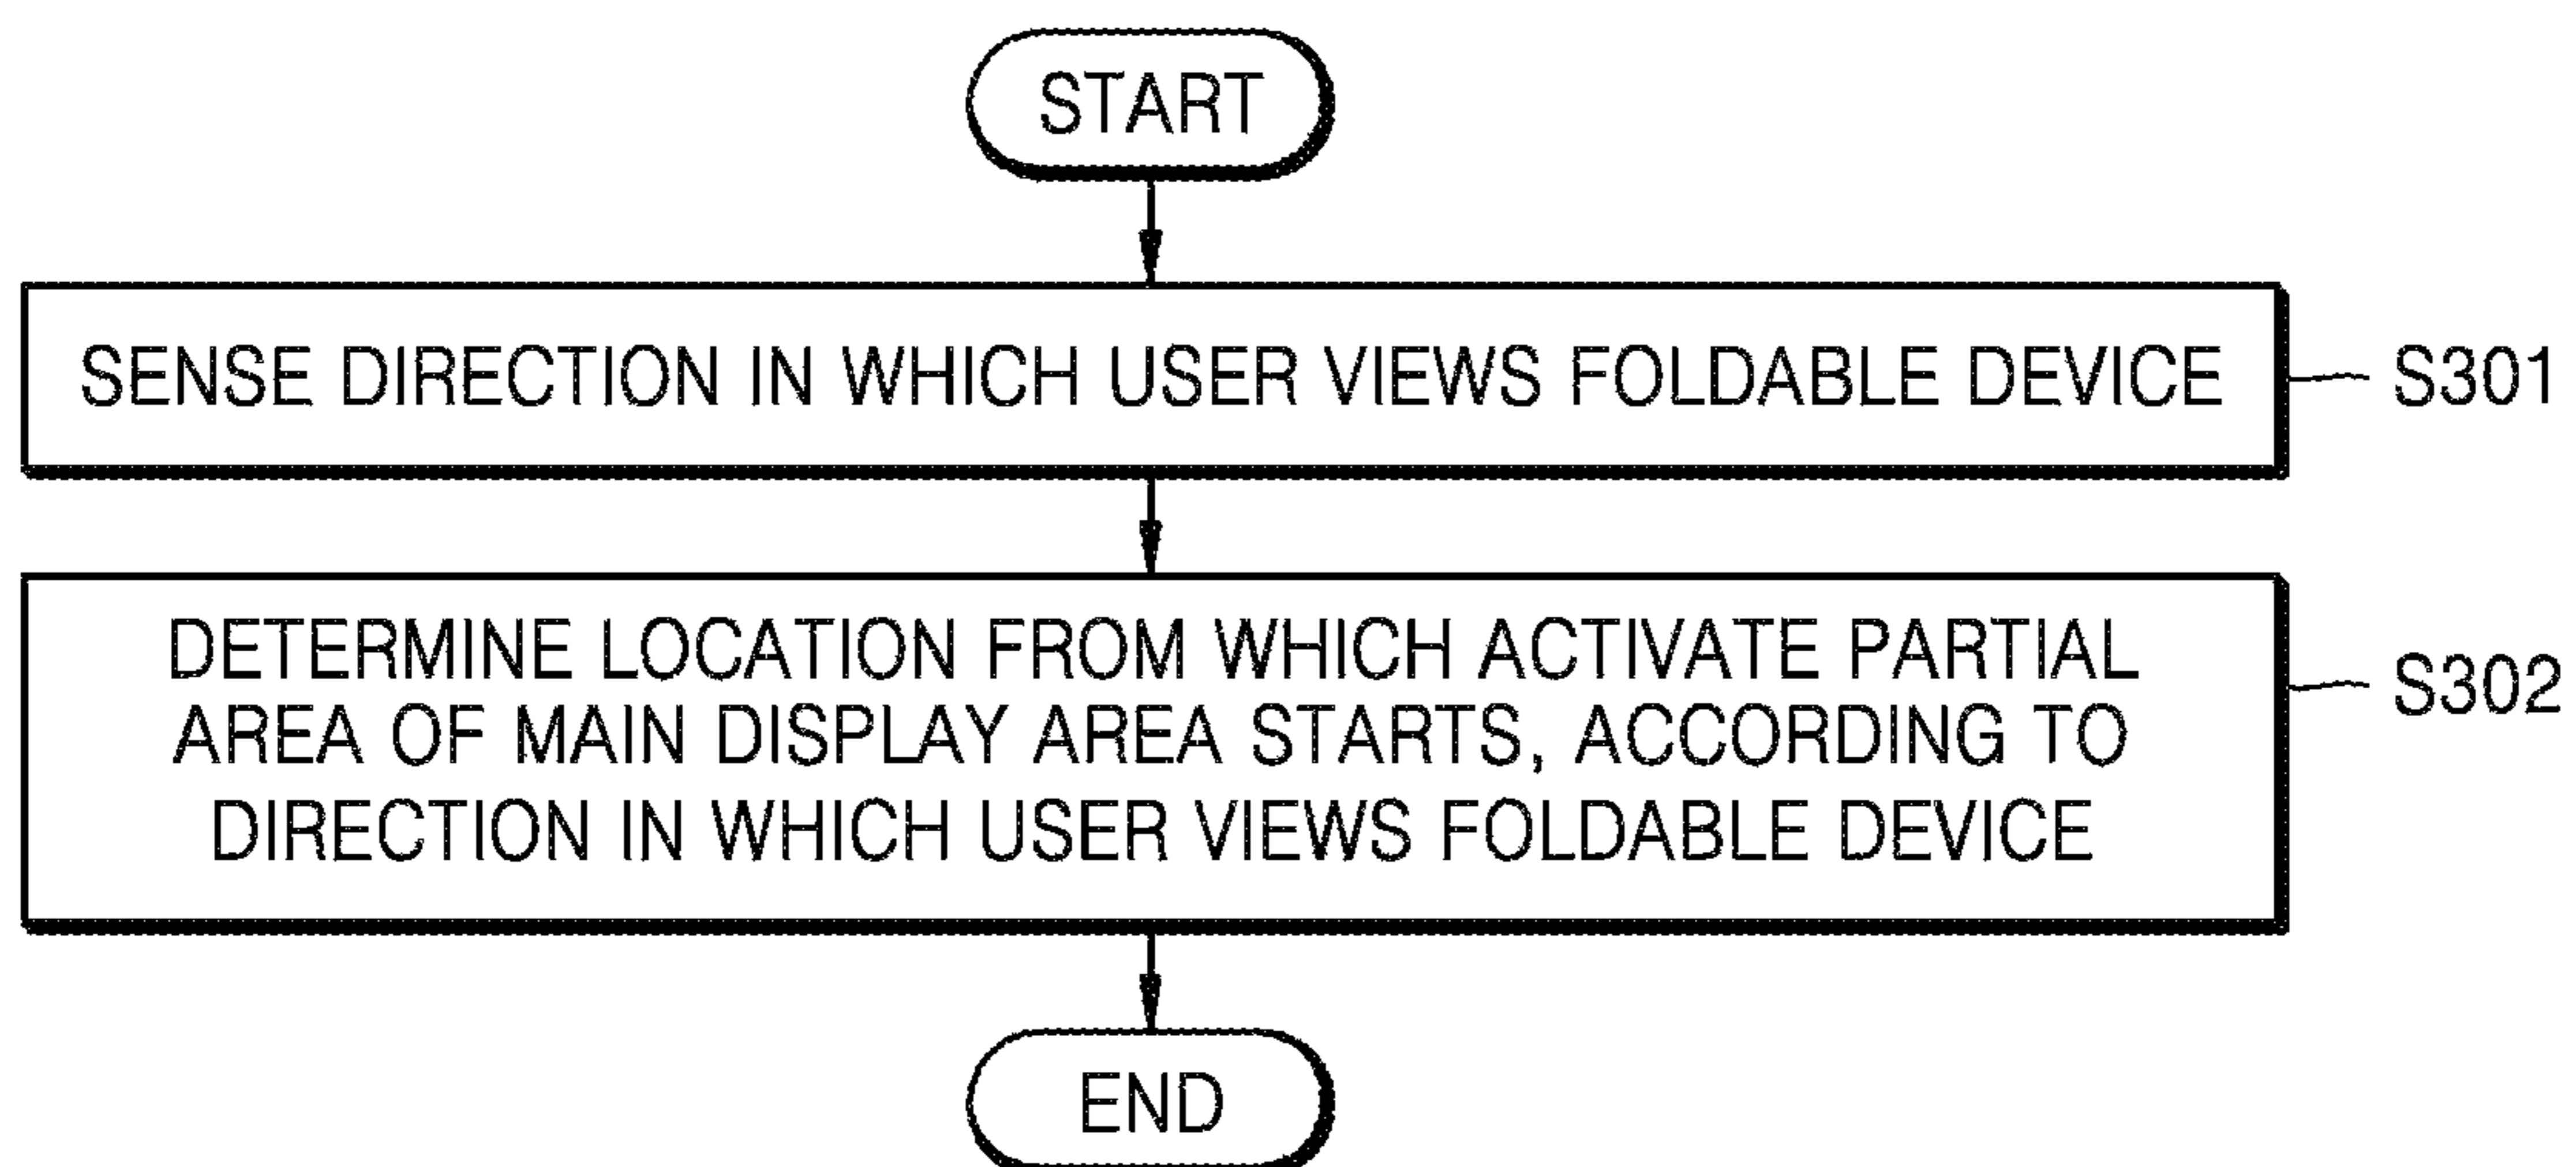 START
SENSE DIRECTION IN WHICH USER VIEWS FOLDABLE DEVICE
S301
DETERMINE LOCATION FROM WHICH ACTIVATE PARTIAL
AREA OF MAIN DISPLAY AREA STARTS, ACCORDING TO
DIRECTION IN WHICH USER VIEWS FOLDABLE DEVICE
S302
END